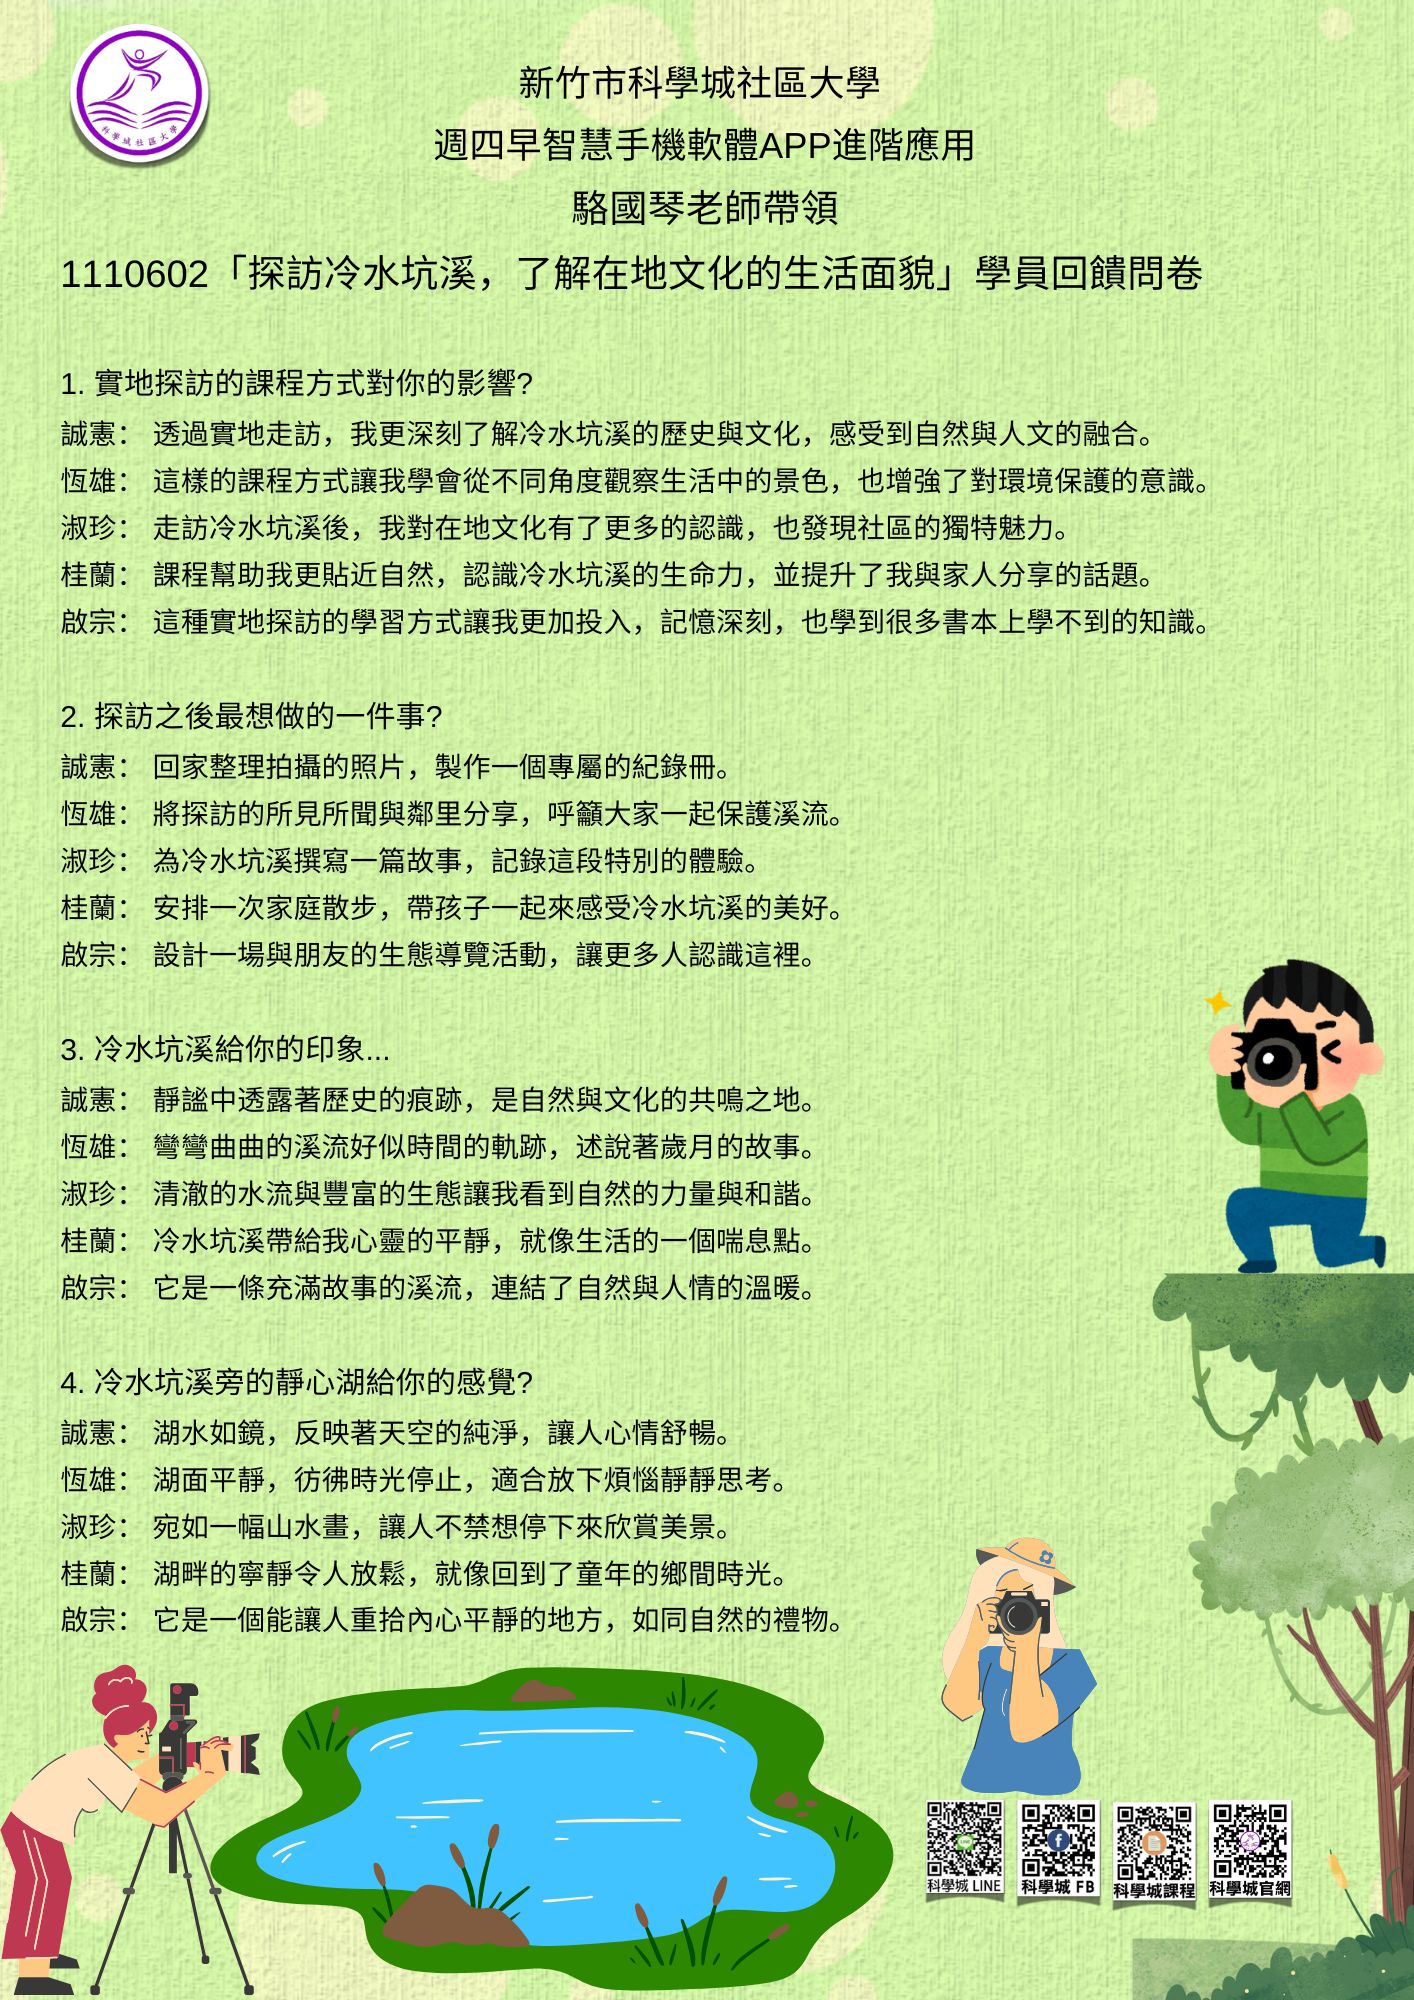 科學城社區大學
新竹市科學城社區大學
週四早智慧手機軟體APP進階應用
駱國琴老師帶領
1110602「探訪冷水坑溪，了解在地文化的生活面貌」學員回饋問卷
1. 實地探訪的課程方式對你的影響?
誠憲： 透過實地走訪，我更深刻了解冷水坑溪的歷史與文化，感受到自然與人文的融合。
恆雄： 這樣的課程方式讓我學會從不同角度觀察生活中的景色，也增強了對環境保護的意識。
淑珍： 走訪冷水坑溪後，我對在地文化有了更多的認識，也發現社區的獨特魅力。
桂蘭： 課程幫助我更貼近自然，認識冷水坑溪的生命力，並提升了我與家人分享的話題。
啟宗： 這種實地探訪的學習方式讓我更加投入，記憶深刻，也學到很多書本上學不到的知識。
2. 探訪之後最想做的一件事?
誠憲： 回家整理拍攝的照片，製作一個專屬的紀錄冊。
恆雄： 將探訪的所見所聞與鄰里分享，呼籲大家一起保護溪流。
淑珍： 為冷水坑溪撰寫一篇故事，記錄這段特別的體驗。
桂蘭： 安排一次家庭散步，帶孩子一起來感受冷水坑溪的美好。
啟宗： 設計一場與朋友的生態導覽活動，讓更多人認識這裡。
3. 冷水坑溪給你的印象...
誠憲： 靜謐中透露著歷史的痕跡，是自然與文化的共鳴之地。
恆雄： 彎彎曲曲的溪流好似時間的軌跡，述說著歲月的故事。
淑珍： 清澈的水流與豐富的生態讓我看到自然的力量與和諧。
桂蘭： 冷水坑溪帶給我心靈的平靜，就像生活的一個喘息點。
啟宗： 它是一條充滿故事的溪流，連結了自然與人情的溫暖。
4. 冷水坑溪旁的靜心湖給你的感覺?
誠憲： 湖水如鏡，反映著天空的純淨，讓人心情舒暢。
恆雄： 湖面平靜，彷彿時光停止，適合放下煩惱靜靜思考。
淑珍： 宛如一幅山水畫，讓人不禁想停下來欣賞美景。
桂蘭： 湖畔的寧靜令人放鬆，就像回到了童年的鄉間時光。
啟宗： 它是一個能讓人重拾內心平靜的地方，如同自然的禮物。
科學城 LINE
科學城 FB
科學城課程
科學城官網